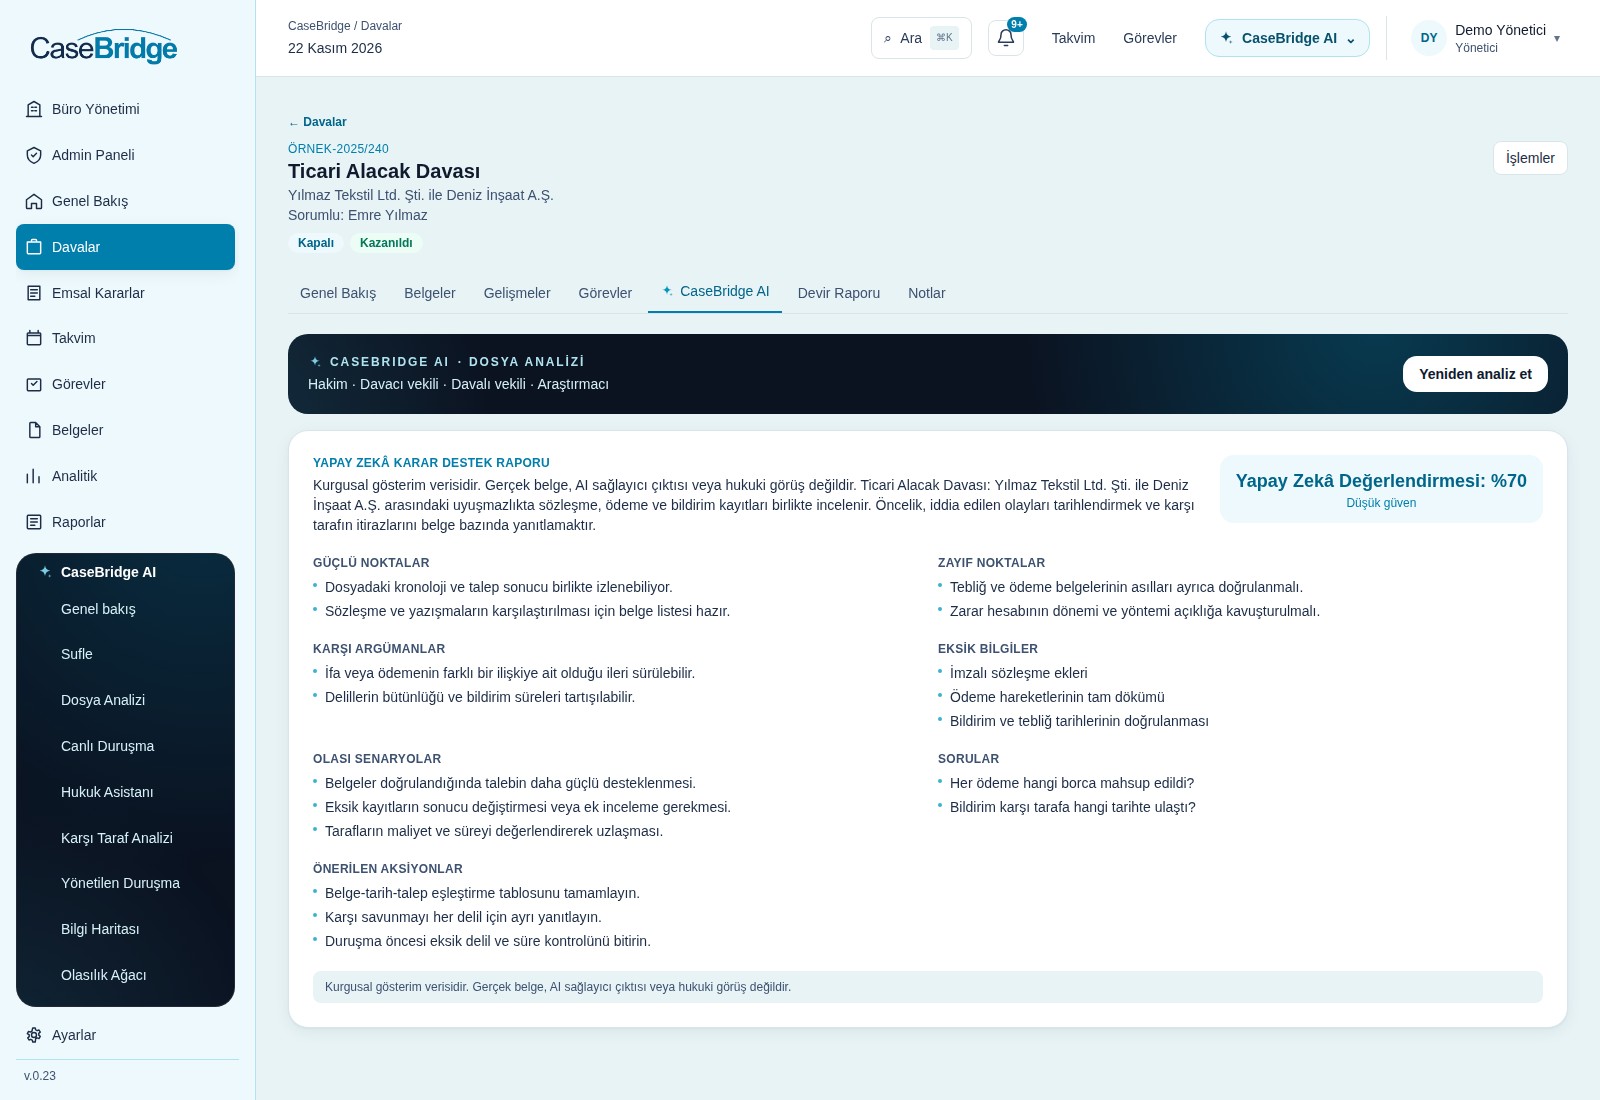 CaseBridge
Büro Yönetimi
Admin Paneli
Genel Bakış
Davalar
Emsal Kararlar
Takvim
Görevler
Belgeler
Analitik
Raporlar
CaseBridge AI
Genel bakış
Sufle
Dosya Analizi
Canlı Duruşma
Hukuk Asistanı
Karşı Taraf Analizi
Yönetilen Duruşma
Bilgi Haritası
Olasılık Ağacı
Ayarlar
v.0.23
CaseBridge / Davalar
22 Kasım 2026
Ara ⌘K
9+
Takvim
Görevler
CaseBridge AI
DY
Demo Yönetici
Yönetici
← Davalar
ÖRNEK-2025/240
Ticari Alacak Davası
Yılmaz Tekstil Ltd. Şti. ile Deniz İnşaat A.Ş.
Sorumlu: Emre Yılmaz
Kapalı Kazanıldı
İşlemler
Genel Bakış Belgeler Gelişmeler Görevler CaseBridge AI Devir Raporu Notlar
CASEBRIDGE AI · DOSYA ANALİZİ
Hakim · Davacı vekili · Davalı vekili · Araştırmacı
Yeniden analiz et
YAPAY ZEKÂ KARAR DESTEK RAPORU
Kurgusal gösterim verisidir. Gerçek belge, AI sağlayıcı çıktısı veya hukuki görüş değildir. Ticari Alacak Davası: Yılmaz Tekstil Ltd. Şti. ile Deniz
İnşaat A.Ş. arasındaki uyuşmazlıkta sözleşme, ödeme ve bildirim kayıtları birlikte incelenir. Öncelik, iddia edilen olayları tarihlendirmek ve karşı
tarafın itirazlarını belge bazında yanıtlamaktır.
Yapay Zekâ Değerlendirmesi: %70
Düşük güven
GÜÇLÜ NOKTALAR
• Dosyadaki kronoloji ve talep sonucu birlikte izlenebiliyor.
• Sözleşme ve yazışmaların karşılaştırılması için belge listesi hazır.
ZAYIF NOKTALAR
• Tebliğ ve ödeme belgelerinin asılları ayrıca doğrulanmalı.
• Zarar hesabının dönemi ve yöntemi açıklığa kavuşturulmalı.
KARŞI ARGÜMANLAR
• İfa veya ödemenin farklı bir ilişkiye ait olduğu ileri sürülebilir.
• Delillerin bütünlüğü ve bildirim süreleri tartışılabilir.
EKSİK BİLGİLER
• İmzalı sözleşme ekleri
• Ödeme hareketlerinin tam dökümü
• Bildirim ve tebliğ tarihlerinin doğrulanması
OLASI SENARYOLAR
• Belgeler doğrulandığında talebin daha güçlü desteklenmesi.
• Eksik kayıtların sonucu değiştirmesi veya ek inceleme gerekmesi.
• Tarafların maliyet ve süreyi değerlendirerek uzlaşması.
SORULAR
• Her ödeme hangi borca mahsup edildi?
• Bildirim karşı tarafa hangi tarihte ulaştı?
ÖNERİLEN AKSİYONLAR
• Belge-tarih-talep eşleştirme tablosunu tamamlayın.
• Karşı savunmayı her delil için ayrı yanıtlayın.
• Duruşma öncesi eksik delil ve süre kontrolünü bitirin.
Kurgusal gösterim verisidir. Gerçek belge, AI sağlayıcı çıktısı veya hukuki görüş değildir.